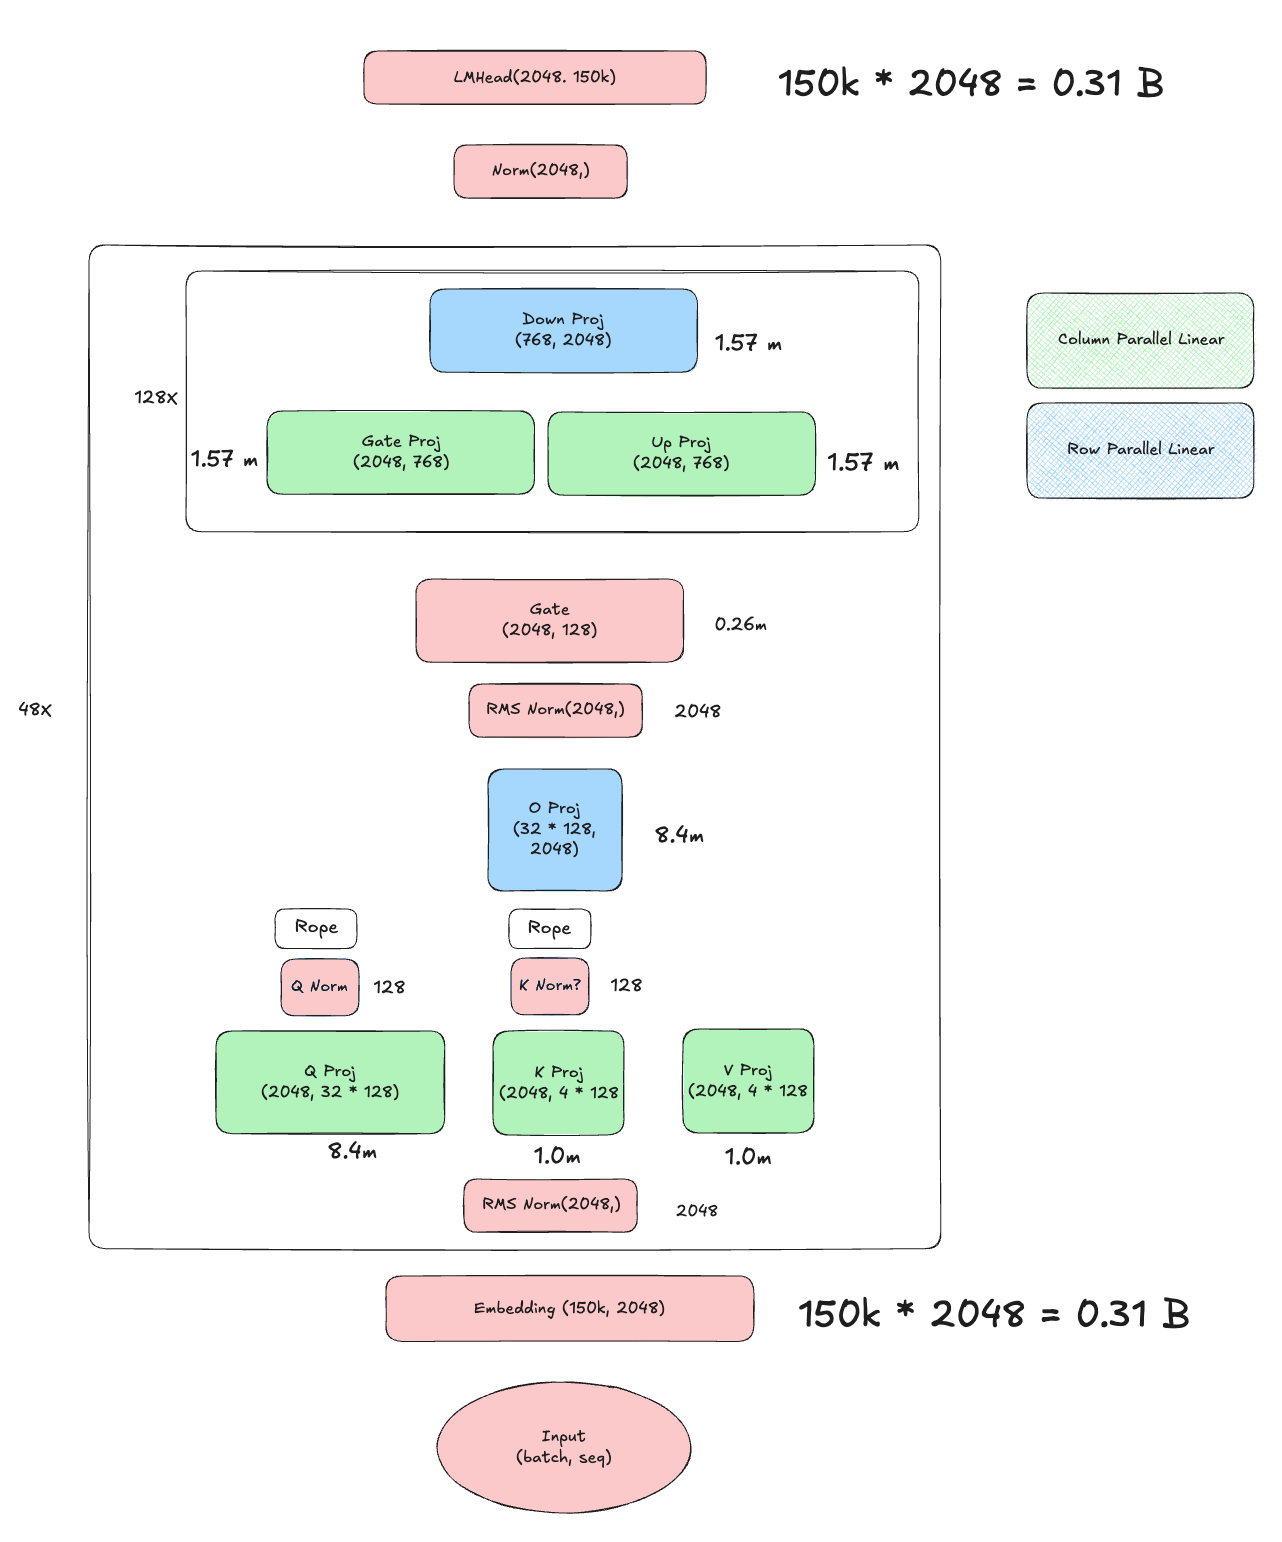 LMHead(2048. 150k)
150k * 2048 = 0.31 B
Norm(2048,)
Down Proj
(768, 2048)
1.57 m
Column Parallel Linear
128X
Gate Proj
(2048, 768)
1.57 m
Up Proj
(2048, 768)
1.57 m
Row Parallel Linear
Gate
(2048, 128)
0.26m
48X
RMS Norm(2048,)
2048
O Proj
(32 * 128,
2048)
8.4m
Rope
Rope
Q Norm
128
K Norm?
128
Q Proj
(2048, 32 * 128)
8.4m
K Proj
(2048, 4 * 128
1.0m
V Proj
(2048, 4 * 128
1.0m
RMS Norm(2048,)
2048
Embedding (150k, 2048)
150k * 2048 = 0.31 B
Input
(batch, seq)